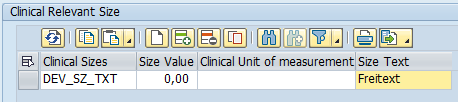 Clinical Relevant Size
Clinical Sizes Size Value Clinical Unit of measurement Size Text
DEV_SZ_TXT 0,00 Freitext